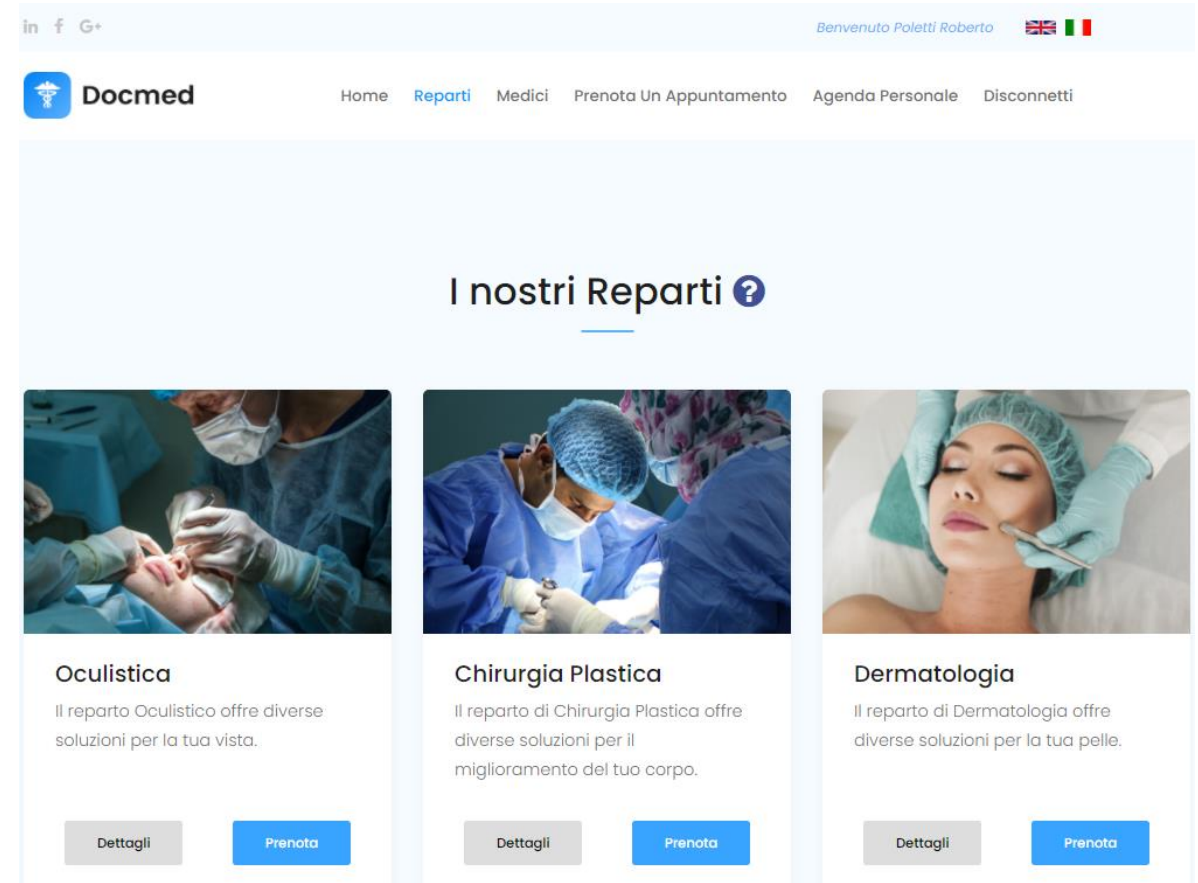 in f G+
Benvenuto Poletti Roberto
Docmed
Home Reparti Medici Prenota Un Appuntamento Agenda Personale Disconnetti
I nostri Reparti ?
Oculistica
Il reparto Oculistico offre diverse
soluzioni per la tua vista.
Dettagli Prenota
Chirurgia Plastica
Il reparto di Chirurgia Plastica offre
diverse soluzioni per il
miglioramento del tuo corpo.
Dettagli Prenota
Dermatologia
Il reparto di Dermatologia offre
diverse soluzioni per la tua pelle.
Dettagli Prenota